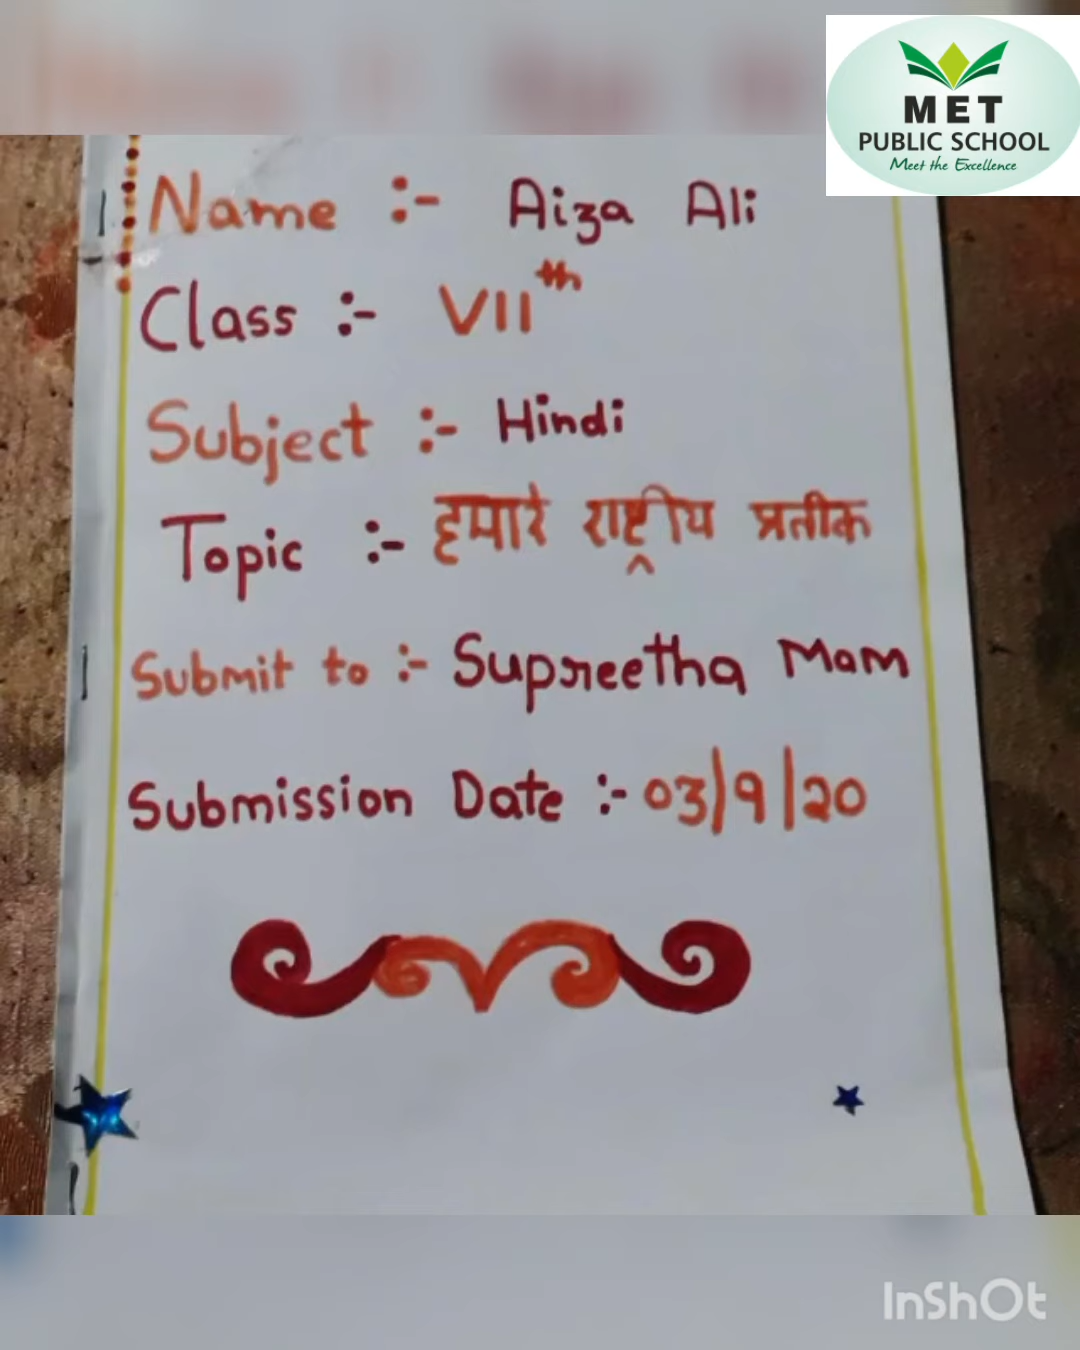 MET
PUBLIC SCHOOL
Meet the Excellence
Name :- Aiza Ali
Class :- VIIth
Subject :- Hindi
Topic :- हमारे राष्ट्रीय प्रतीक
Submit to :- Supreetha Mam
Submission Date :- 03/9/20
InShOt